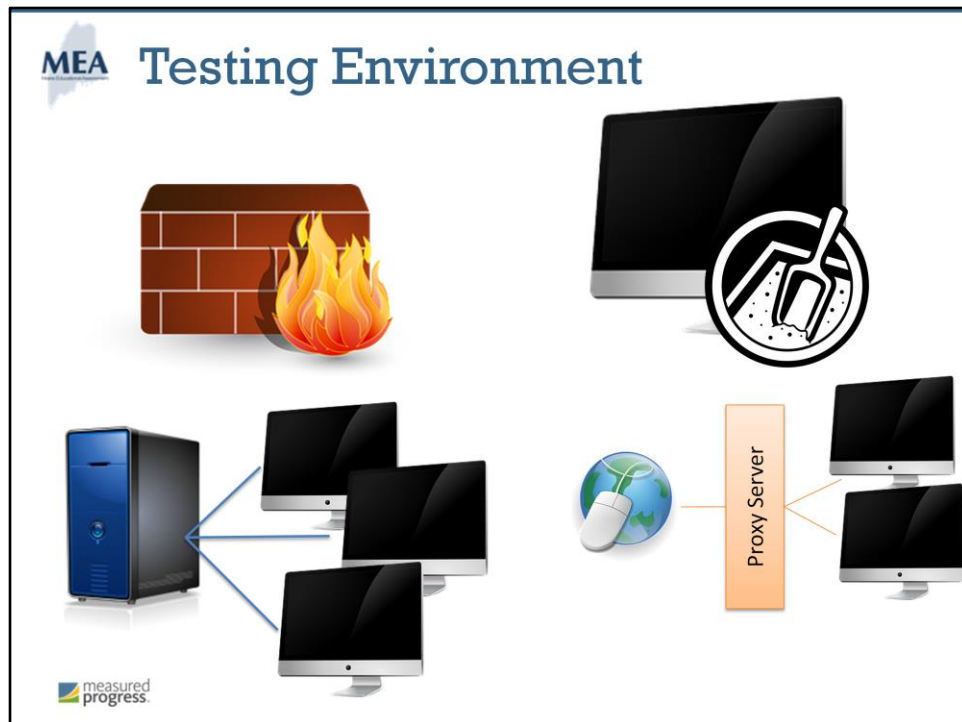 MEA
Testing Environment
Proxy Server
measured
progress.